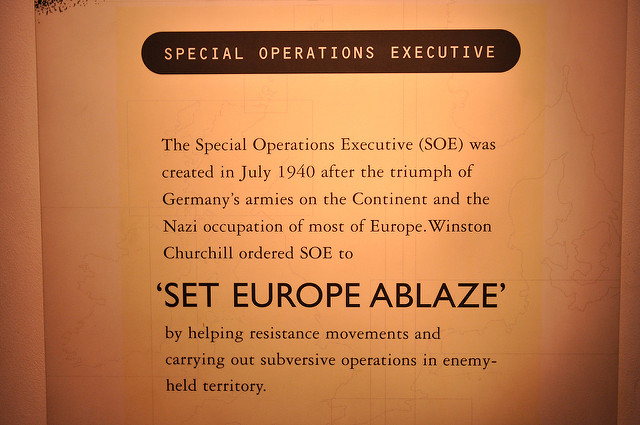 SPECIAL OPERATIONS EXECUTIVE
The Special Operations Executive (SOE) was
created in July 1940 after the triumph of
Germany's armies on the Continent and the
Nazi occupation of most of Europe. Winston
Churchill ordered SOE to
'SET EUROPE ABLAZE'
by helping resistance movements and
carrying out subversive operations in enemy-
held territory.